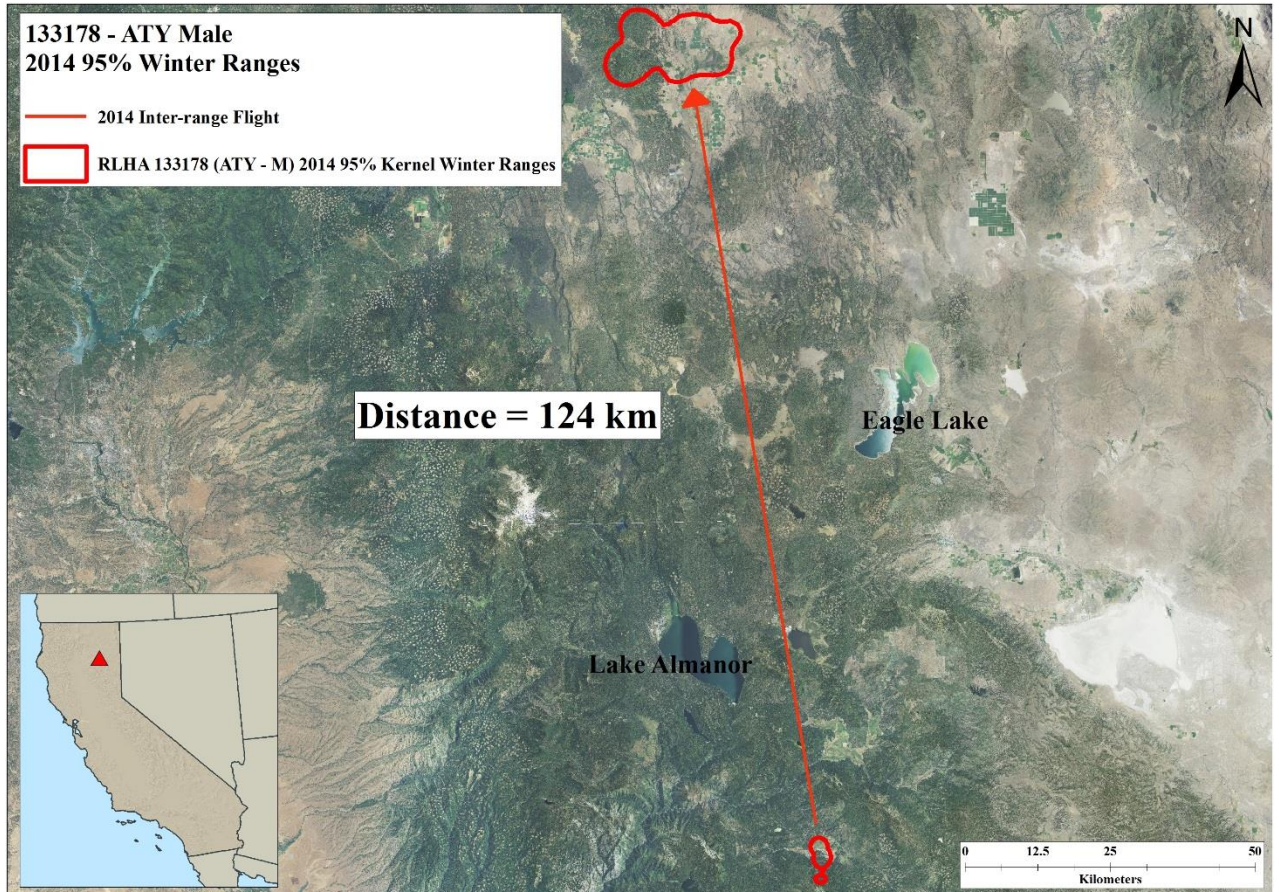 133178 - ATY Male
2014 95% Winter Ranges
2014 Inter-range Flight
RLHA 133178 (ATY - M) 2014 95% Kernel Winter Ranges
N
Distance = 124 km
Eagle Lake
Lake Almanor
0 12.5 25 50
Kilometers